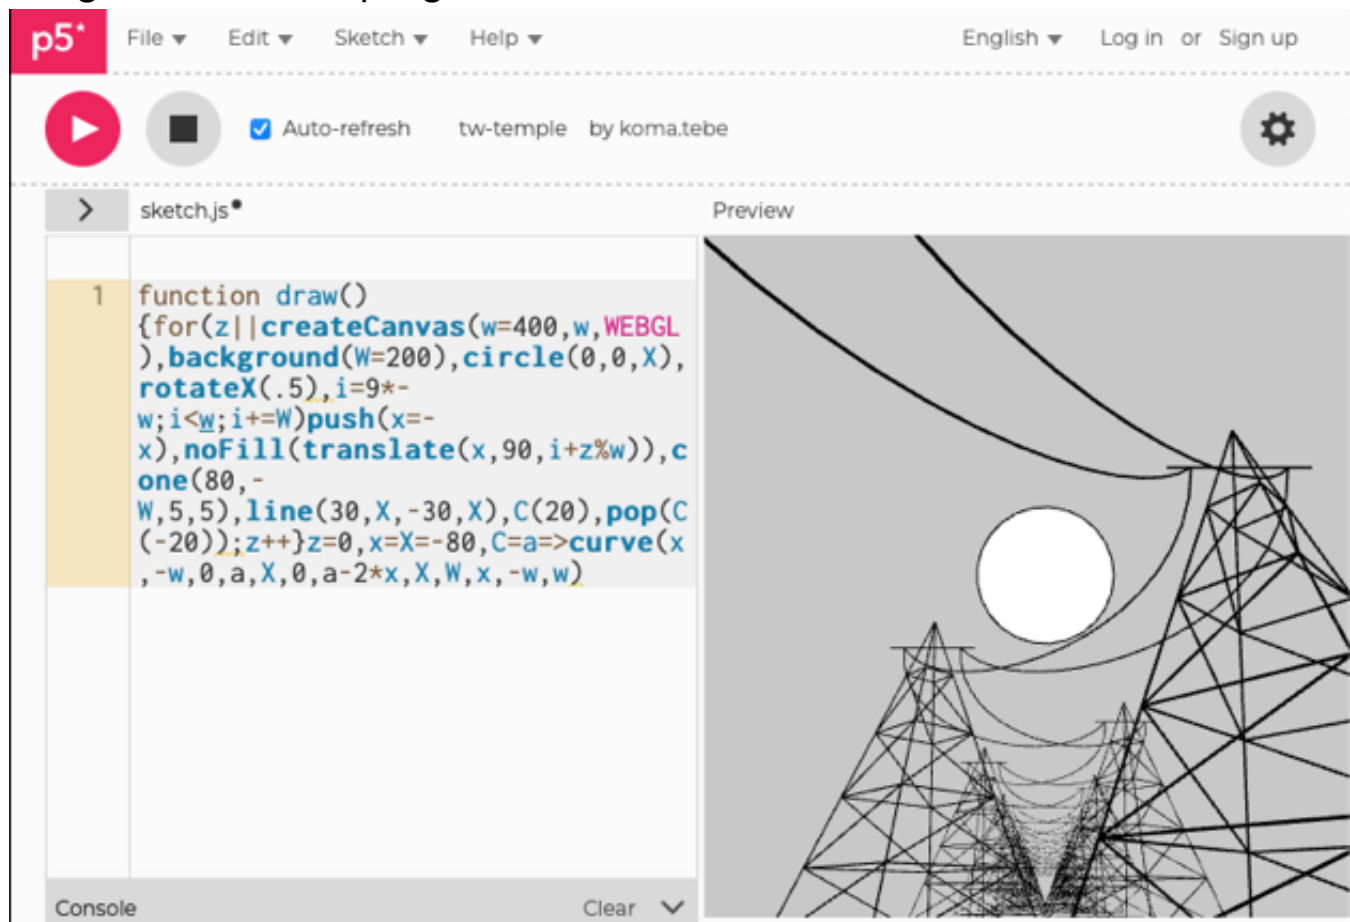 p5*
File Edit Sketch Help English Log in or Sign up
Auto-refresh tw-temple by koma.tebe
sketch.js
Preview
1
function draw()
{for(z||createCanvas(w=400,w,WEBGL
),background(W=200),circle(0,0,X),
rotateX(.5),i=9*-
w;i<w;i+=W)push(x=-
x),noFill(translate(x,90,i+z%w)),c
one(80,-
W,5,5),line(30,X,-30,X),C(20),pop(C
(-20));z++}z=0,x=X=-80,C=a=>curve(x
,-w,0,a,X,0,a-2*x,X,W,x,-w,w)
Console
Clear